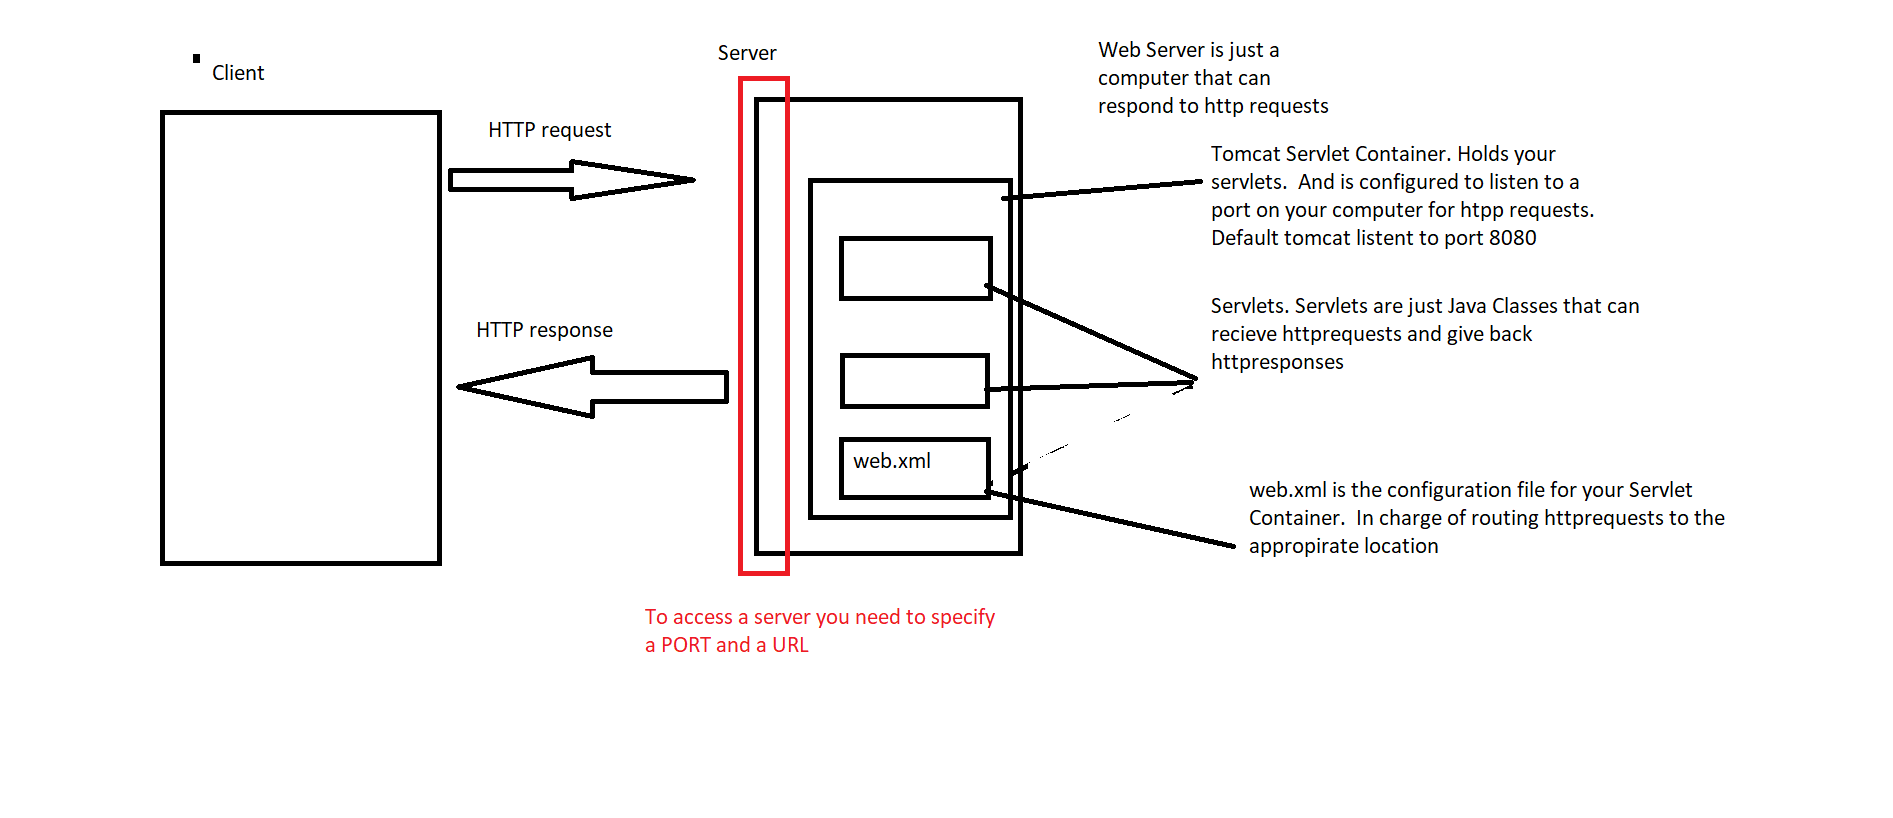 Client
Server
HTTP request
HTTP response
Web Server is just a
computer that can
respond to http requests
Tomcat Servlet Container. Holds your
servlets.  And is configured to listen to a
port on your computer for htpp requests.
Default tomcat listent to port 8080
Servlets. Servlets are just Java Classes that can
recieve httprequests and give back
httpresponses
web.xml
web.xml is the configuration file for your Servlet
Container.  In charge of routing httprequests to the
appropirate location
To access a server you need to specify
a PORT and a URL